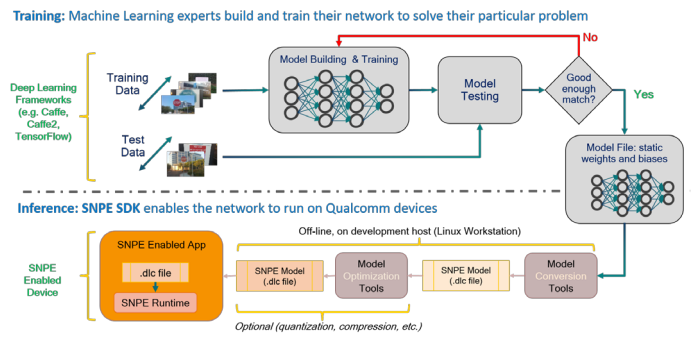 Training: Machine Learning experts build and train their network to solve their particular problem
No
Model Building & Training
Training
Data
Deep Learning
Frameworks
(e.g. Caffe,
Caffe2,
TensorFlow)
Model
Testing
Good
enough
match?
Yes
Test
Data
Model File: static
weights and biases
Inference: SNPE SDK enables the network to run on Qualcomm devices
Off-line, on development host (Linux Workstation)
SNPE Enabled App
SNPE
Enabled
Device
.dlc file
SNPE Runtime
SNPE Model
(.dlc file)
Model
Optimization
Tools
SNPE Model
(.dlc file)
Model
Conversion
Tools
Optional (quantization, compression, etc.)